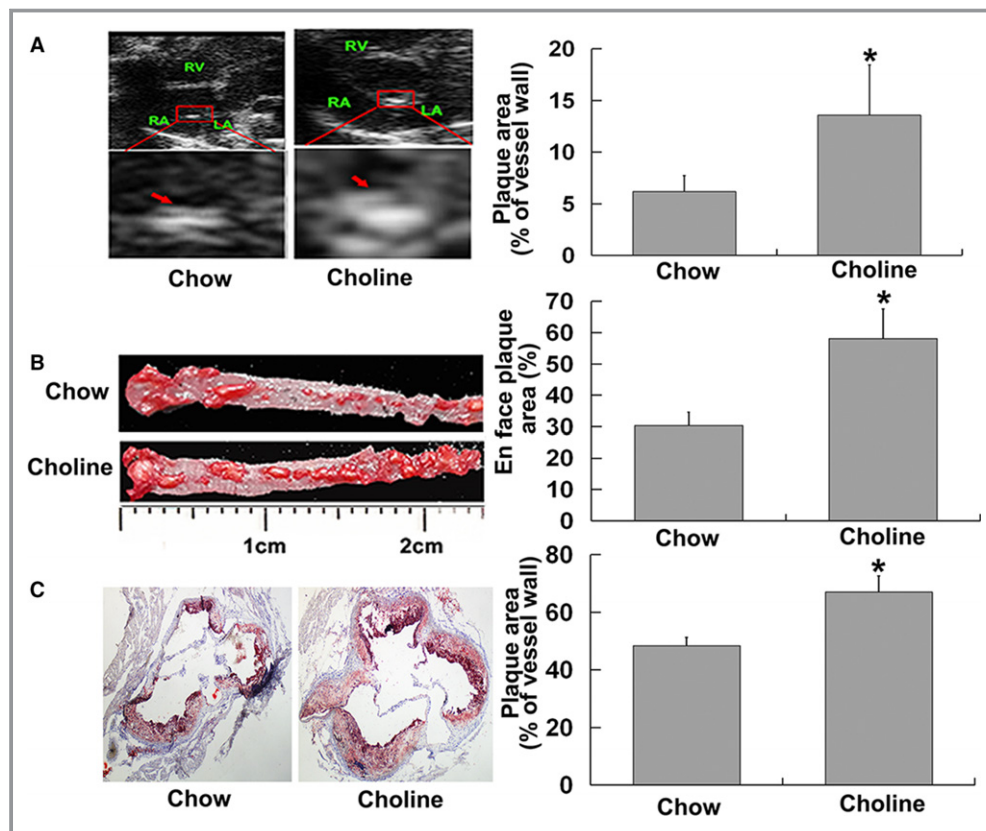 A
RV
RA
LA
RV
RA
LA
Chow
Choline
Plaque area
(% of vessel wall)
20
15
10
5
0
*
Chow
Choline
B
Chow
Choline
1cm
2cm
En face plaque
area (%)
70
60
50
40
30
20
10
0
*
Chow
Choline
C
Chow
Choline
Plaque area
(% of vessel wall)
80
60
40
20
0
*
Chow
Choline